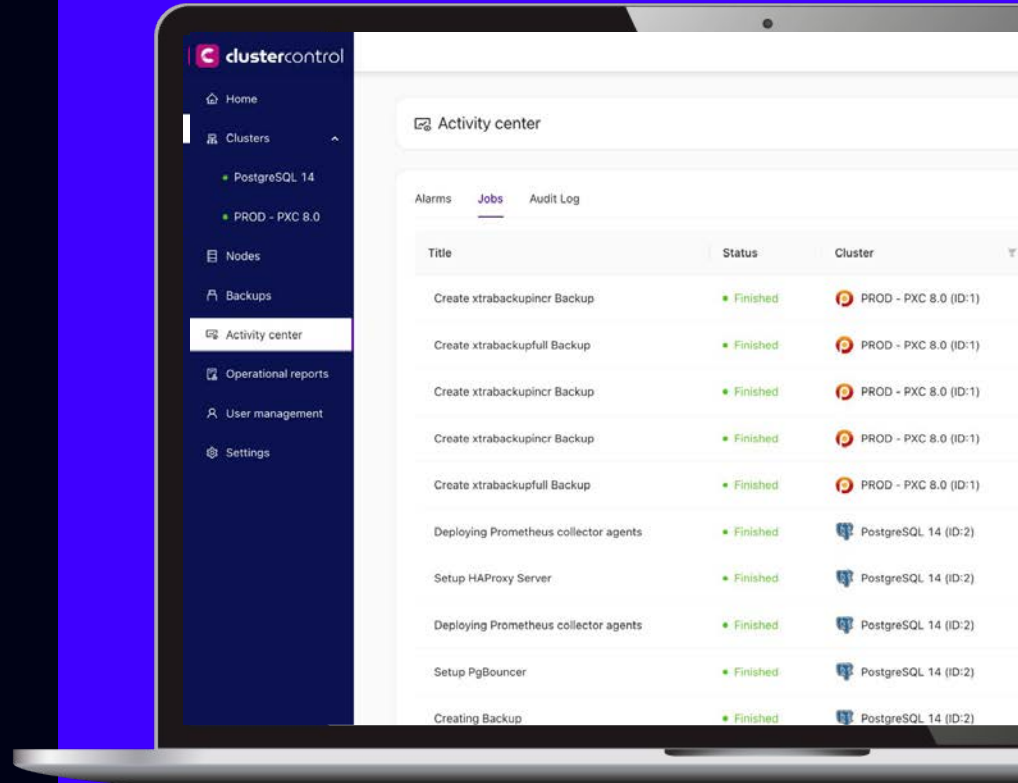 clustercontrol
Home
Clusters
PostgreSQL 14
PROD - PXC 8.0
Nodes
Backups
Activity center
Operational reports
User management
Settings
Activity center
Alarms Jobs Audit Log
Title Status Cluster
Create xtrabackupincr Backup Finished PROD - PXC 8.0 (ID:1)
Create xtrabackupfull Backup Finished PROD - PXC 8.0 (ID:1)
Create xtrabackupincr Backup Finished PROD - PXC 8.0 (ID:1)
Create xtrabackupincr Backup Finished PROD - PXC 8.0 (ID:1)
Create xtrabackupfull Backup Finished PROD - PXC 8.0 (ID:1)
Deploying Prometheus collector agents Finished PostgreSQL 14 (ID:2)
Setup HAProxy Server Finished PostgreSQL 14 (ID:2)
Deploying Prometheus collector agents Finished PostgreSQL 14 (ID:2)
Setup PgBouncer Finished PostgreSQL 14 (ID:2)
Creating Backup Finished PostgreSQL 14 (ID:2)